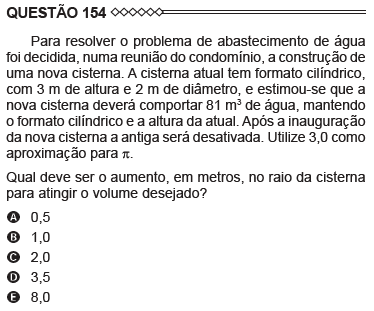 QUESTÃO 154
Para resolver o problema de abastecimento de água
foi decidida, numa reunião do condomínio, a construção de
uma nova cisterna. A cisterna atual tem formato cilíndrico,
com 3 m de altura e 2 m de diâmetro, e estimou-se que a
nova cisterna deverá comportar 81 m³ de água, mantendo
o formato cilíndrico e a altura da atual. Após a inauguração
da nova cisterna a antiga será desativada. Utilize 3,0 como
aproximação para π.
Qual deve ser o aumento, em metros, no raio da cisterna
para atingir o volume desejado?
A 0,5
B 1,0
C 2,0
D 3,5
E 8,0